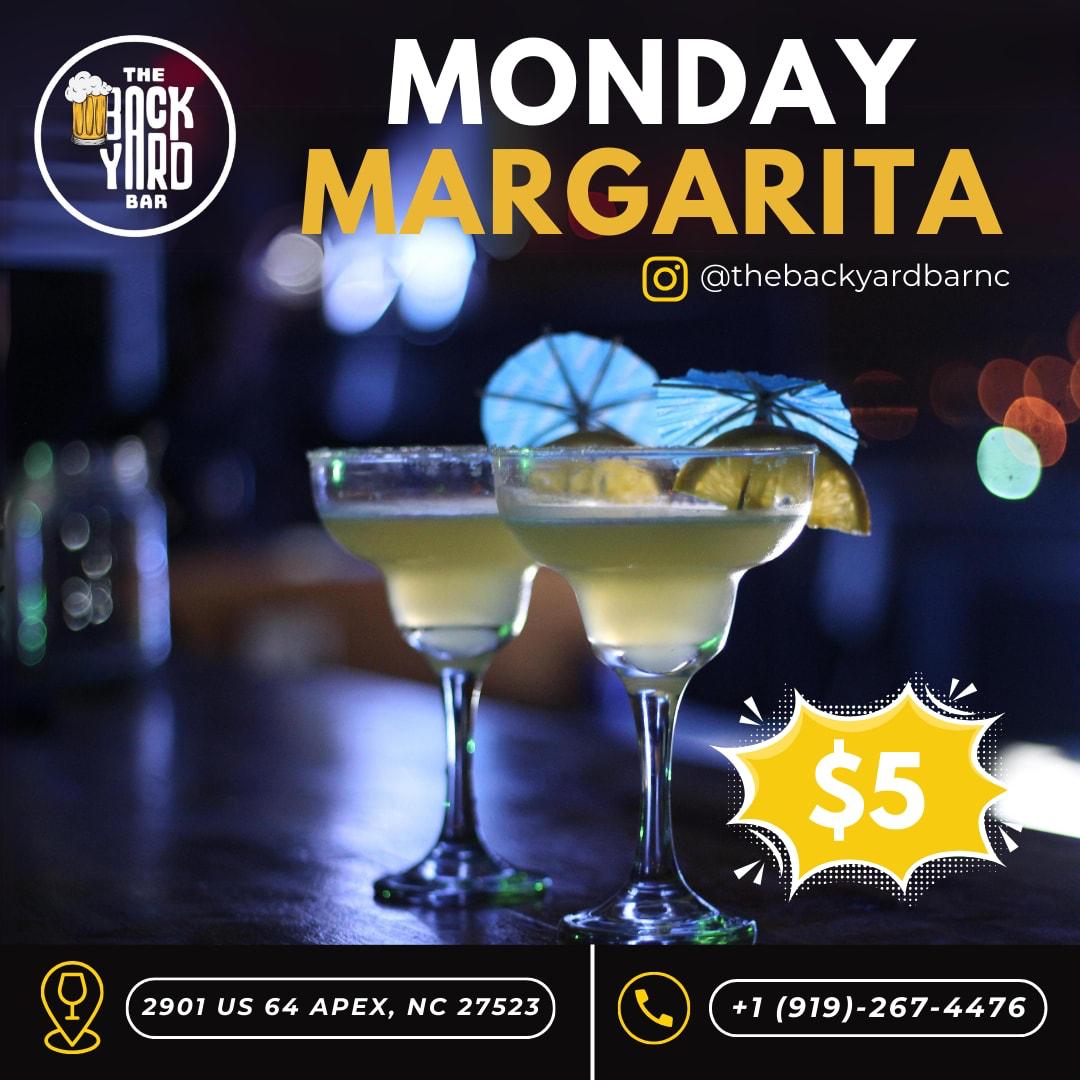 THE
BACK
YARD
BAR
MONDAY
MARGARITA
@thebackyardbarnc
$5
2901 US 64 APEX, NC 27523
+1 (919)-267-4476